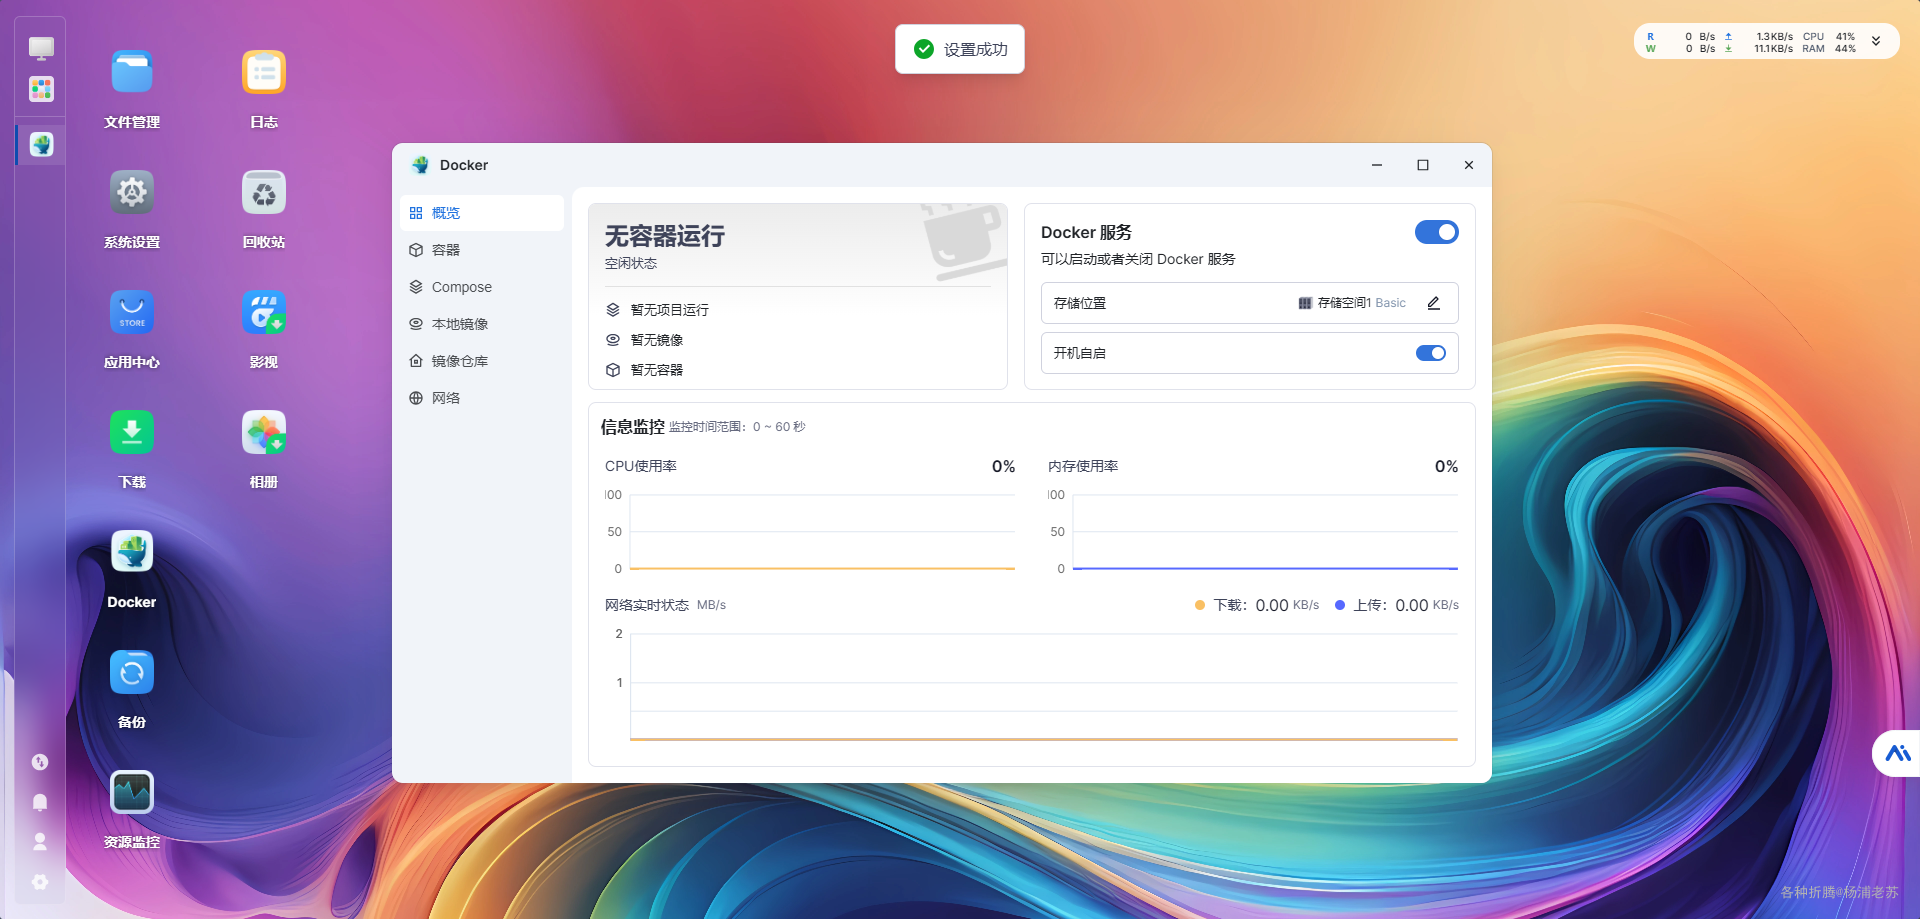 设置成功
R 0 B/s 1.3KB/s CPU 41%
W 0 B/s 11.1KB/s RAM 44%
文件管理
日志
系统设置
回收站
STORE
应用中心
影视
下载
相册
Docker
备份
资源监控
Docker
概览
容器
Compose
本地镜像
镜像仓库
网络
无容器运行
空闲状态
暂无项目运行
暂无镜像
暂无容器
Docker 服务
可以启动或者关闭 Docker 服务
存储位置 存储空间1 Basic
开机自启
信息监控 监控时间范围：0 ~ 60 秒
CPU使用率 0%
100
50
0
内存使用率 0%
100
50
0
网络实时状态 MB/s 下载：0.00 KB/s 上传：0.00 KB/s
2
1
各种折腾@杨浦老苏